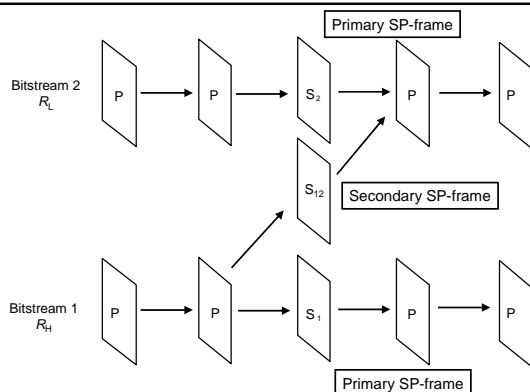 Primary SP-frame
Bitstream 2
R_L
P
P
S_2
P
P
S_12
Secondary SP-frame
Bitstream 1
R_H
P
P
S_1
P
P
Primary SP-frame